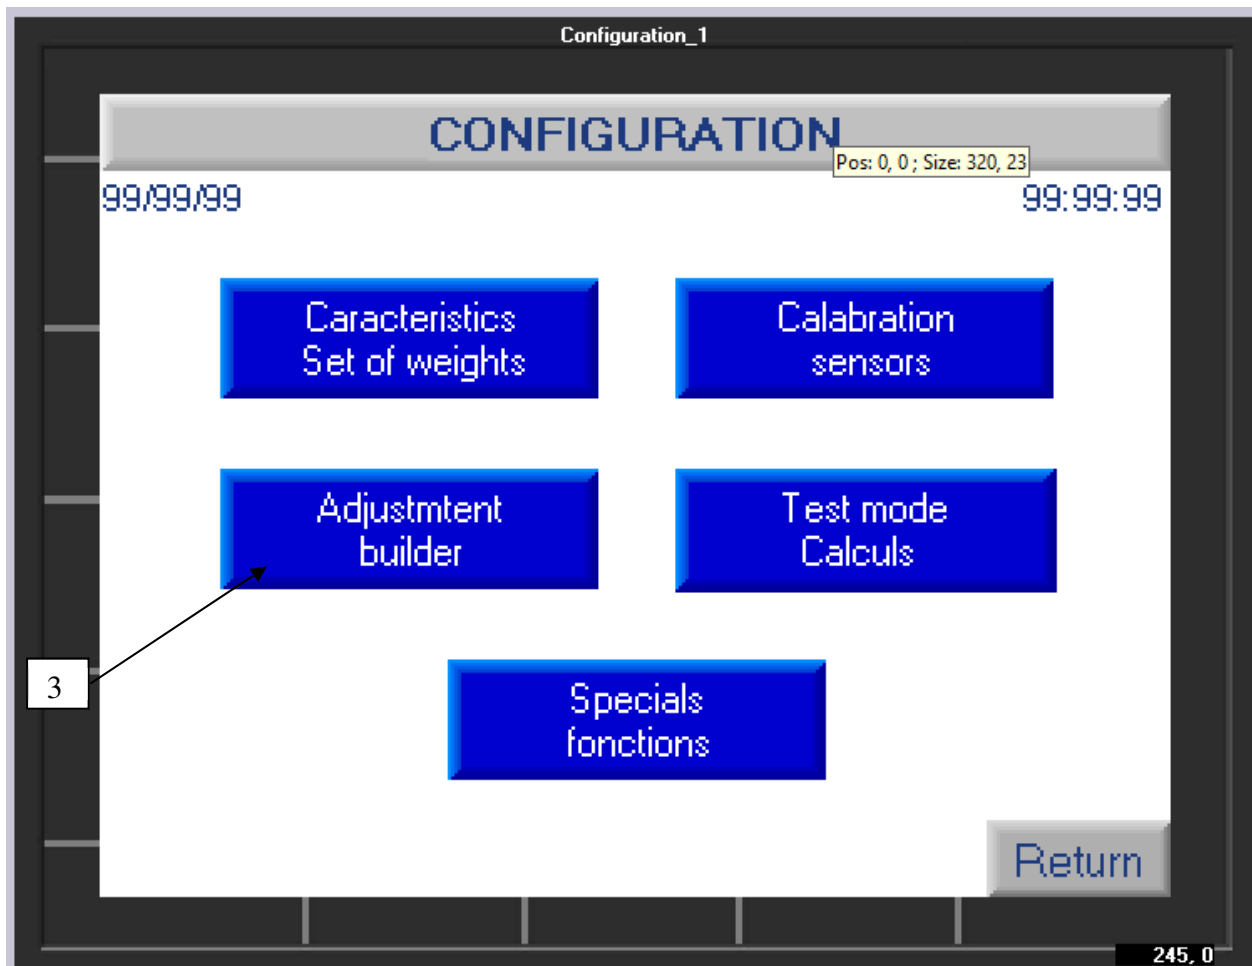 Configuration_1
CONFIGURATION
Pos: 0, 0 ; Size: 320, 23
99/99/99
99:99:99
Caracteristics
Set of weights
Calabration
sensors
Adjustmtent
builder
Test mode
Calculs
3
Specials
fonctions
Return
245, 0